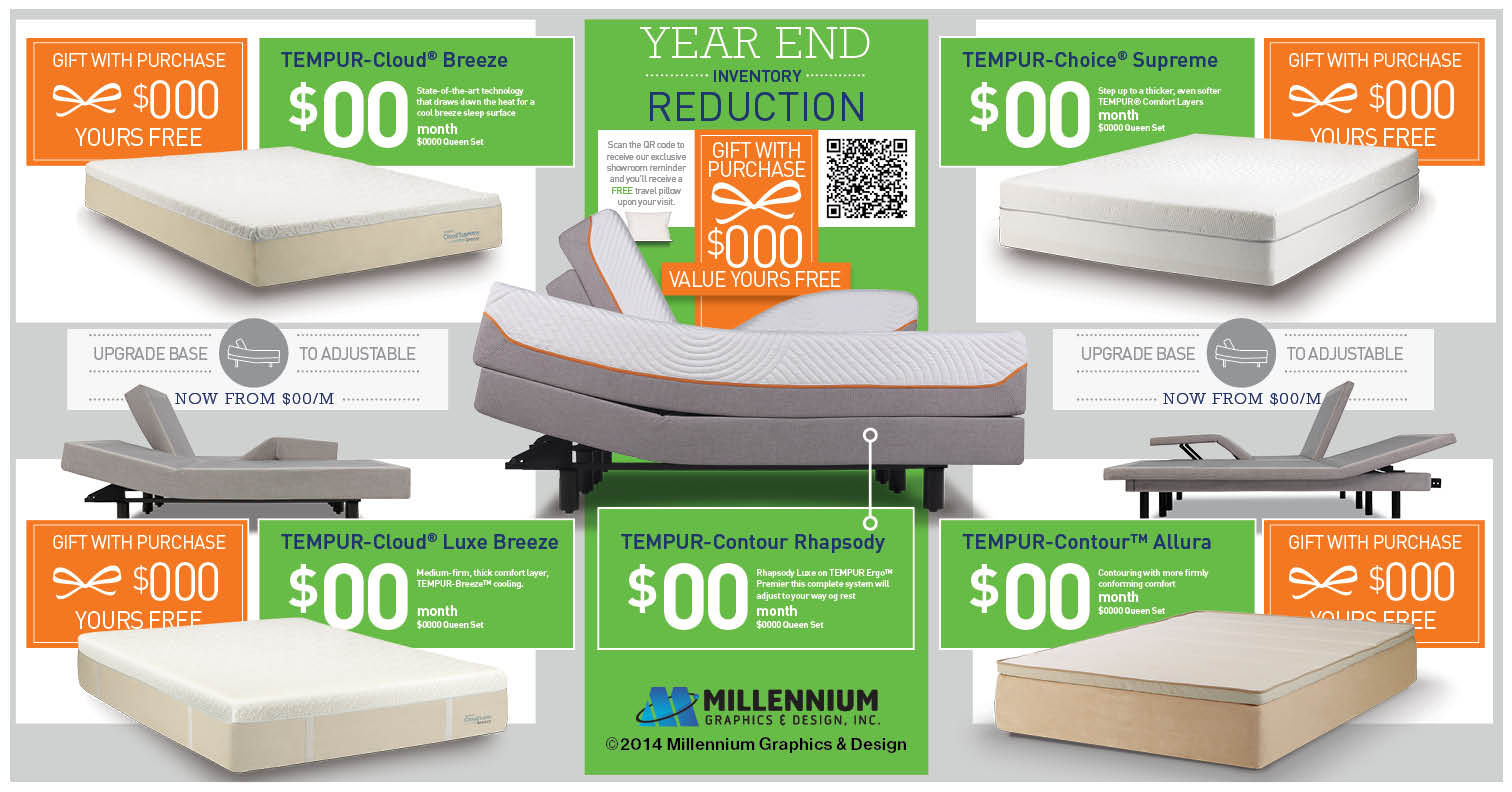 GIFT WITH PURCHASE
$000
YOURS FREE
TEMPUR-Cloud® Breeze
$00
State-of-the-art technology
that draws down the heat for a
cool breeze sleep surface
month
$0000 Queen Set
YEAR END
INVENTORY
REDUCTION
Scan the QR code to
receive our exclusive
showroom reminder
and you'll receive a
FREE travel pillow
upon your visit.
GIFT WITH
PURCHASE
$000
VALUE YOURS FREE
TEMPUR-Choice® Supreme
$00
Step up to a thicker, even softer
TEMPUR® Comfort Layers
month
$0000 Queen Set
GIFT WITH PURCHASE
$000
YOURS FREE
UPGRADE BASE TO ADJUSTABLE
NOW FROM $00/M
UPGRADE BASE TO ADJUSTABLE
NOW FROM $00/M
GIFT WITH PURCHASE
$000
YOURS FREE
TEMPUR-Cloud® Luxe Breeze
$00
Medium-firm, thick comfort layer,
TEMPUR-Breeze™ cooling.
month
$0000 Queen Set
TEMPUR-Contour Rhapsody
$00
Rhapsody Luxe on TEMPUR Ergo™
Premier this complete system will
adjust to your way og rest
month
$0000 Queen Set
TEMPUR-Contour™ Allura
$00
Contouring with more firmly
conforming comfort
month
$0000 Queen Set
GIFT WITH PURCHASE
$000
YOURS FREE
MILLENNIUM
GRAPHICS & DESIGN, INC.
©2014 Millennium Graphics & Design